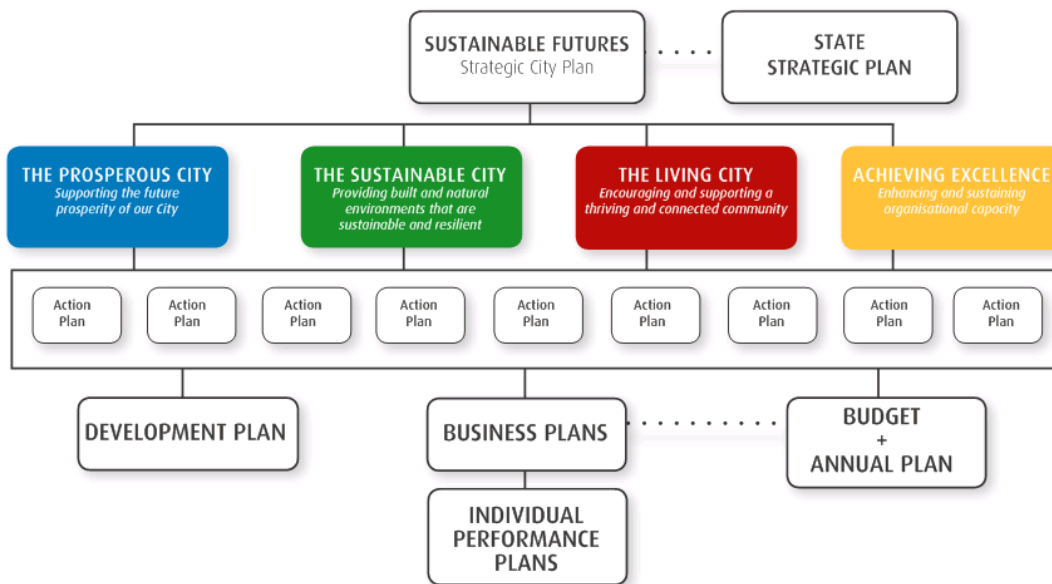 SUSTAINABLE FUTURES
Strategic City Plan
STATE
STRATEGIC PLAN
THE PROSPEROUS CITY
Supporting the future
prosperity of our City
THE SUSTAINABLE CITY
Providing built and natural
environments that are
sustainable and resilient
THE LIVING CITY
Encouraging and supporting a
thriving and connected community
ACHIEVING EXCELLENCE
Enhancing and sustaining
organisational capacity
Action
Plan
Action
Plan
Action
Plan
Action
Plan
Action
Plan
Action
Plan
Action
Plan
Action
Plan
Action
Plan
DEVELOPMENT PLAN
BUSINESS PLANS
BUDGET
+
ANNUAL PLAN
INDIVIDUAL
PERFORMANCE
PLANS